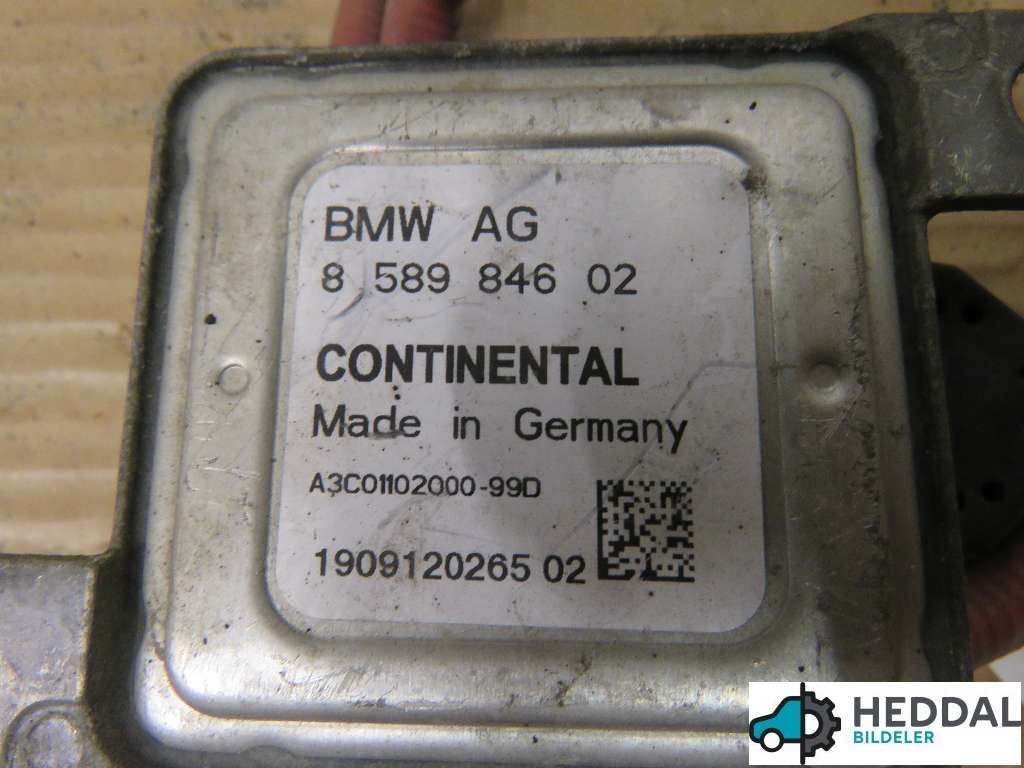 BMW AG
8 589 846 02
CONTINENTAL
Made in Germany
A3C01102000-99D
1909120265 02
HEDDAL
BILDELER